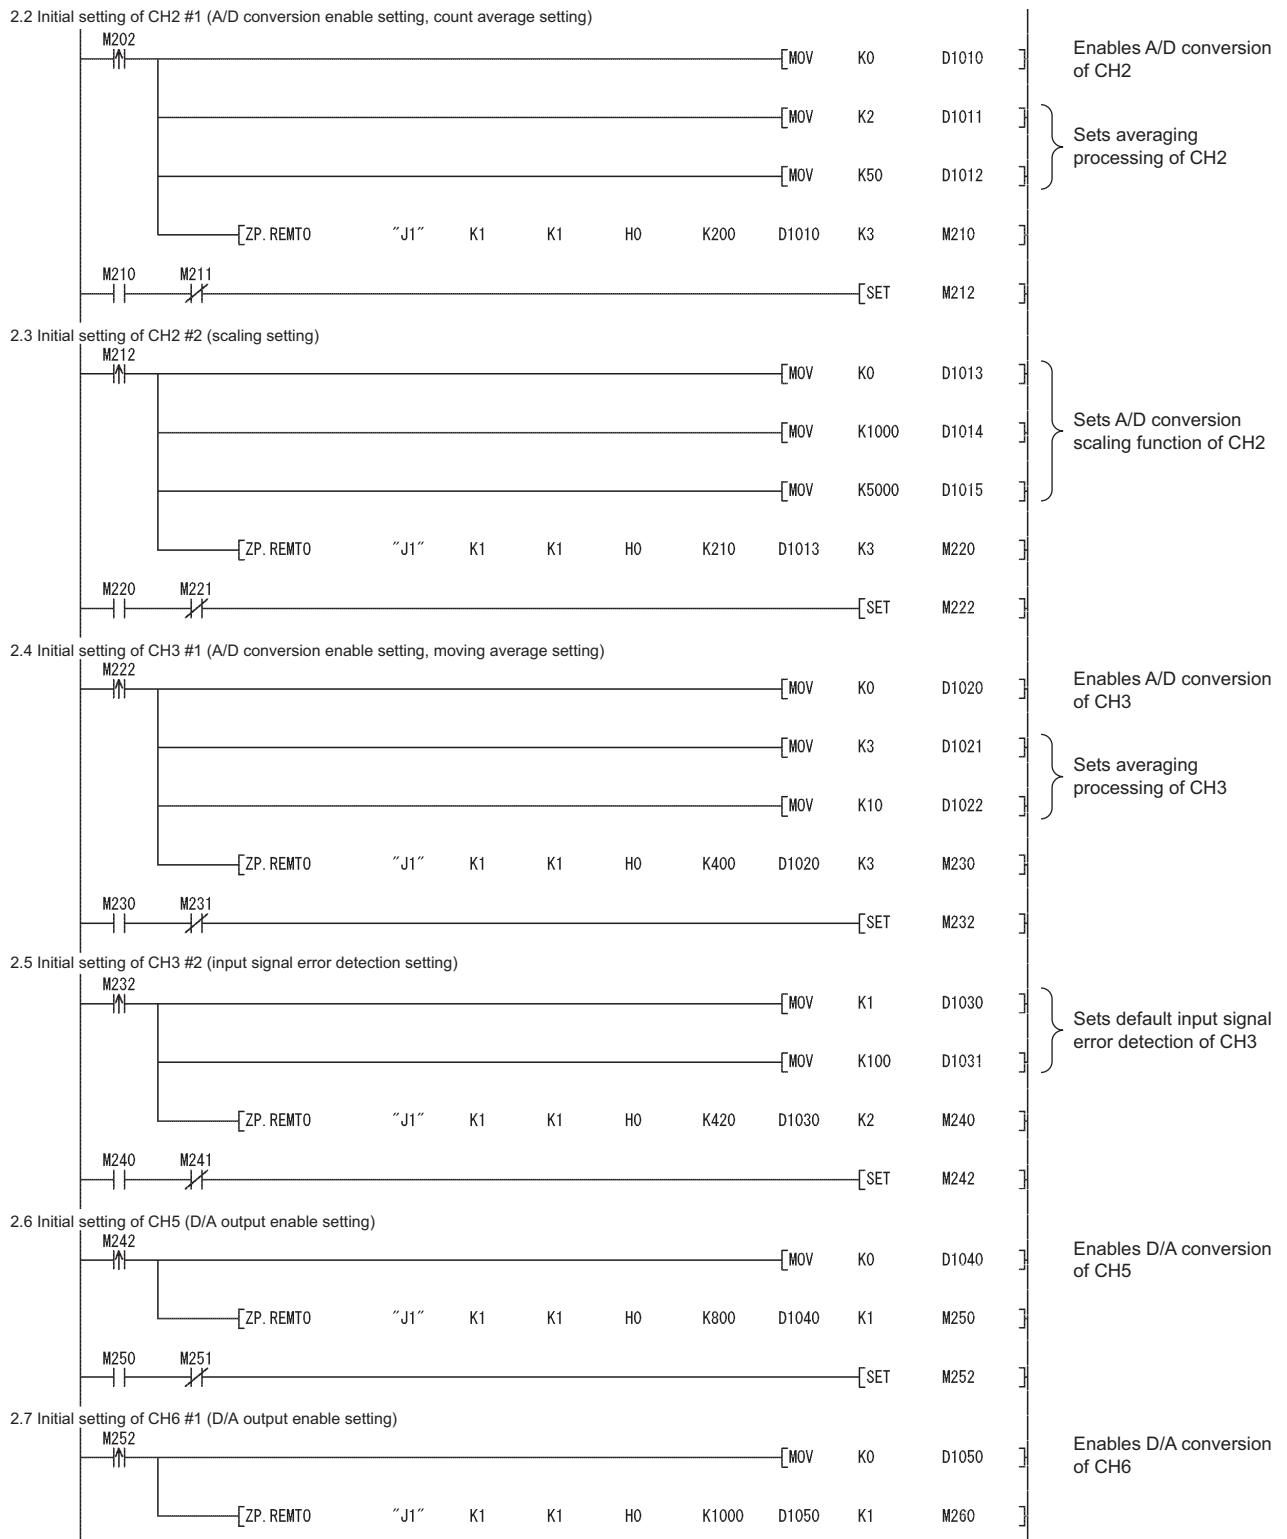 2.2 Initial setting of CH2 #1 (A/D conversion enable setting, count average setting)
M202
[MOV K0 D1010 ]
Enables A/D conversion
of CH2
[MOV K2 D1011 ]
Sets averaging
processing of CH2
[MOV K50 D1012 ]
[ZP.REMTO "J1" K1 K1 H0 K200 D1010 K3 M210 ]
M210 M211
[SET M212 ]
2.3 Initial setting of CH2 #2 (scaling setting)
M212
[MOV K0 D1013 ]
[MOV K1000 D1014 ]
Sets A/D conversion
scaling function of CH2
[MOV K5000 D1015 ]
[ZP.REMTO "J1" K1 K1 H0 K210 D1013 K3 M220 ]
M220 M221
[SET M222 ]
2.4 Initial setting of CH3 #1 (A/D conversion enable setting, moving average setting)
M222
[MOV K0 D1020 ]
Enables A/D conversion
of CH3
[MOV K3 D1021 ]
Sets averaging
processing of CH3
[MOV K10 D1022 ]
[ZP.REMTO "J1" K1 K1 H0 K400 D1020 K3 M230 ]
M230 M231
[SET M232 ]
2.5 Initial setting of CH3 #2 (input signal error detection setting)
M232
[MOV K1 D1030 ]
Sets default input signal
error detection of CH3
[MOV K100 D1031 ]
[ZP.REMTO "J1" K1 K1 H0 K420 D1030 K2 M240 ]
M240 M241
[SET M242 ]
2.6 Initial setting of CH5 (D/A output enable setting)
M242
[MOV K0 D1040 ]
Enables D/A conversion
of CH5
[ZP.REMTO "J1" K1 K1 H0 K800 D1040 K1 M250 ]
M250 M251
[SET M252 ]
2.7 Initial setting of CH6 #1 (D/A output enable setting)
M252
[MOV K0 D1050 ]
Enables D/A conversion
of CH6
[ZP.REMTO "J1" K1 K1 H0 K1000 D1050 K1 M260 ]